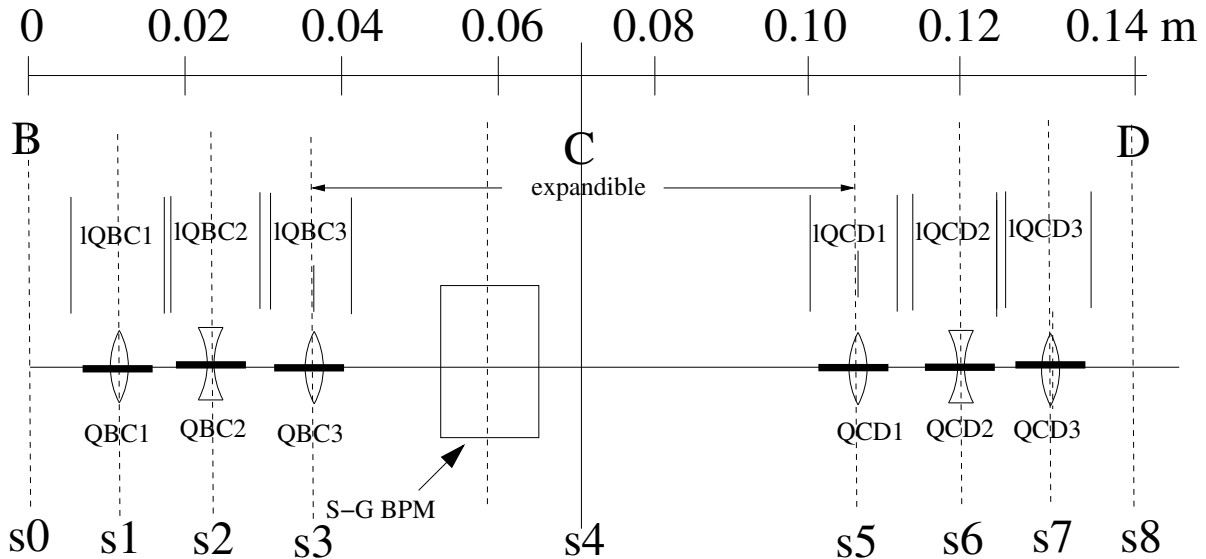 0 0.02 0.04 0.06 0.08 0.10 0.12 0.14 m
B C D
expandible
lQBC1 lQBC2 lQBC3 lQCD1 lQCD2 lQCD3
QBC1 QBC2 QBC3 QCD1 QCD2 QCD3
S–G BPM
s0 s1 s2 s3 s4 s5 s6 s7 s8